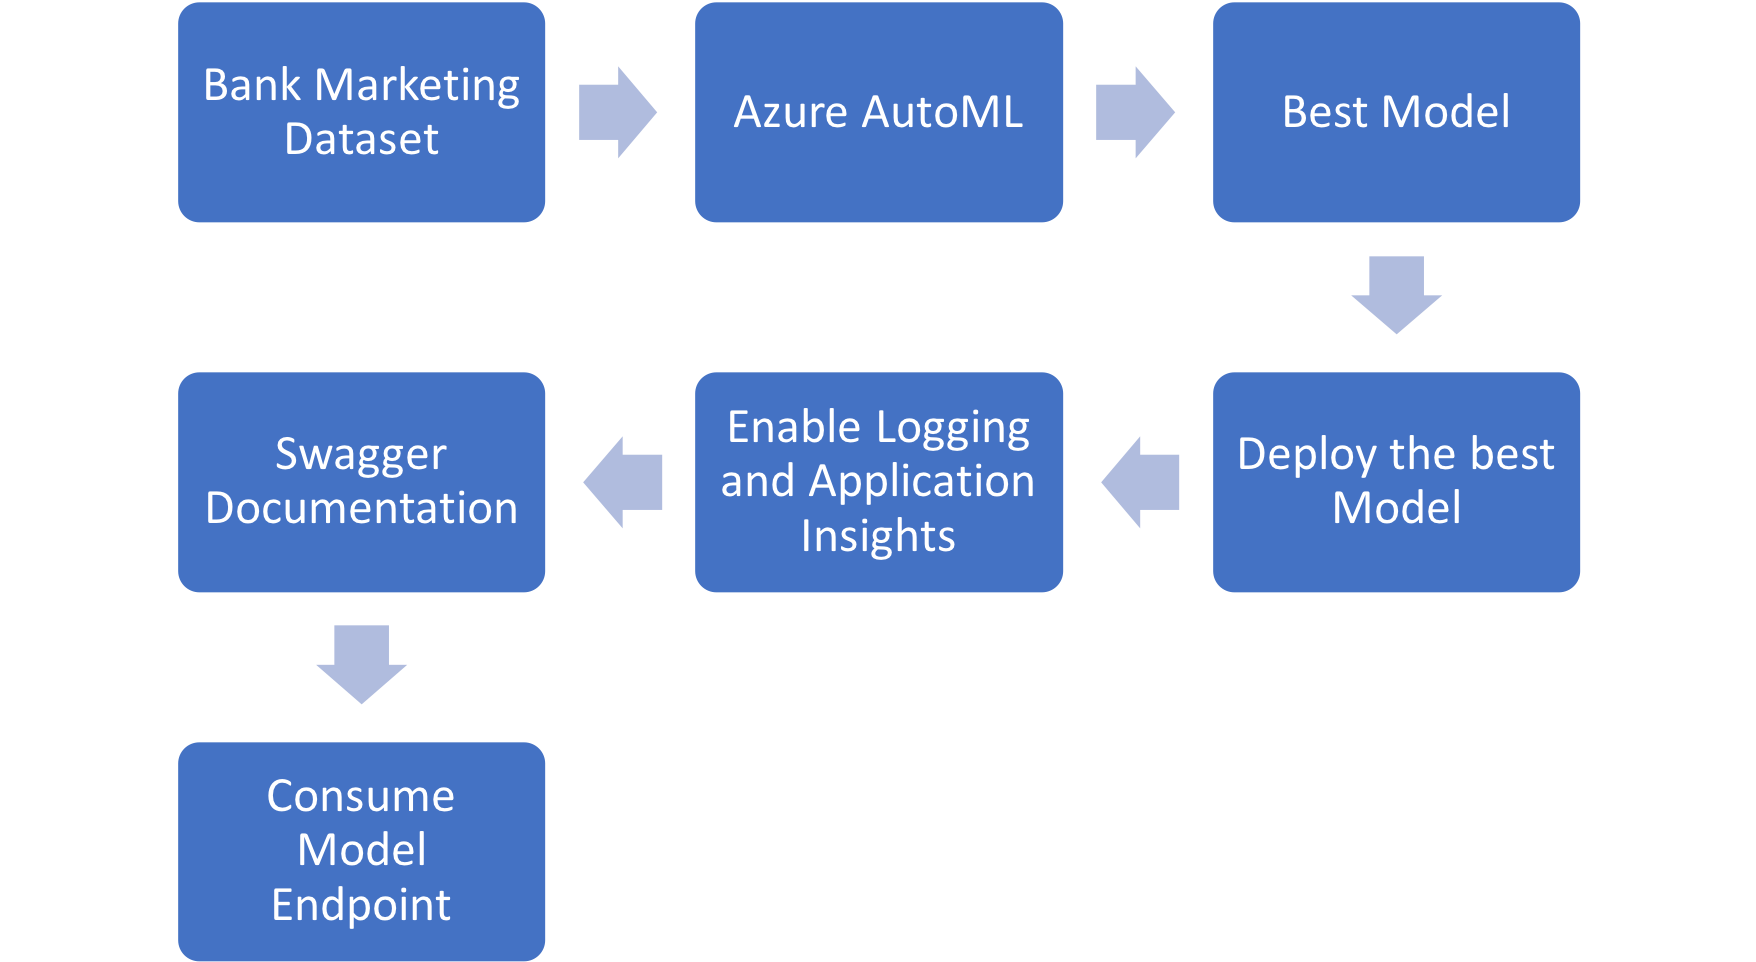 Bank Marketing
Dataset
Azure AutoML
Best Model
Deploy the best
Model
Enable Logging
and Application
Insights
Swagger
Documentation
Consume
Model
Endpoint